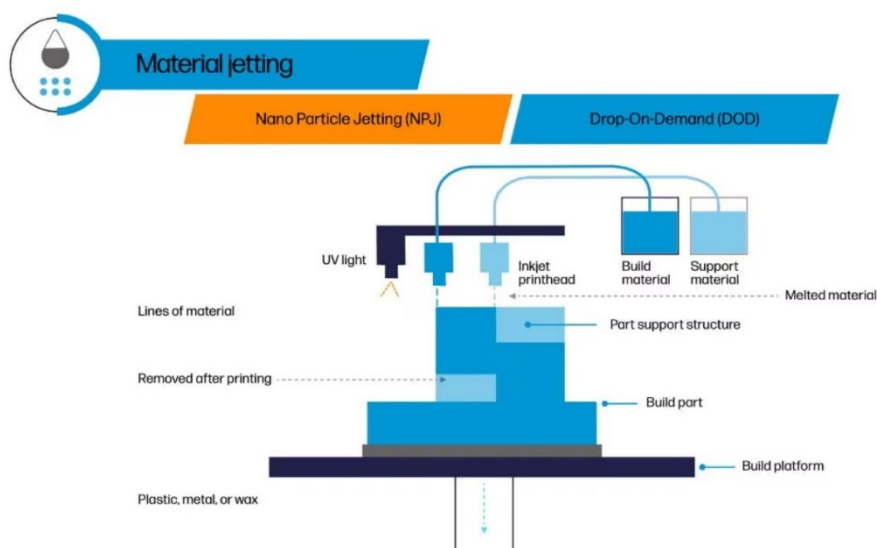 Material jetting
Nano Particle Jetting (NPJ)
Drop-On-Demand (DOD)
UV light
Inkjet
printhead
Build
material
Support
material
Melted material
Lines of material
Part support structure
Removed after printing
Build part
Build platform
Plastic, metal, or wax